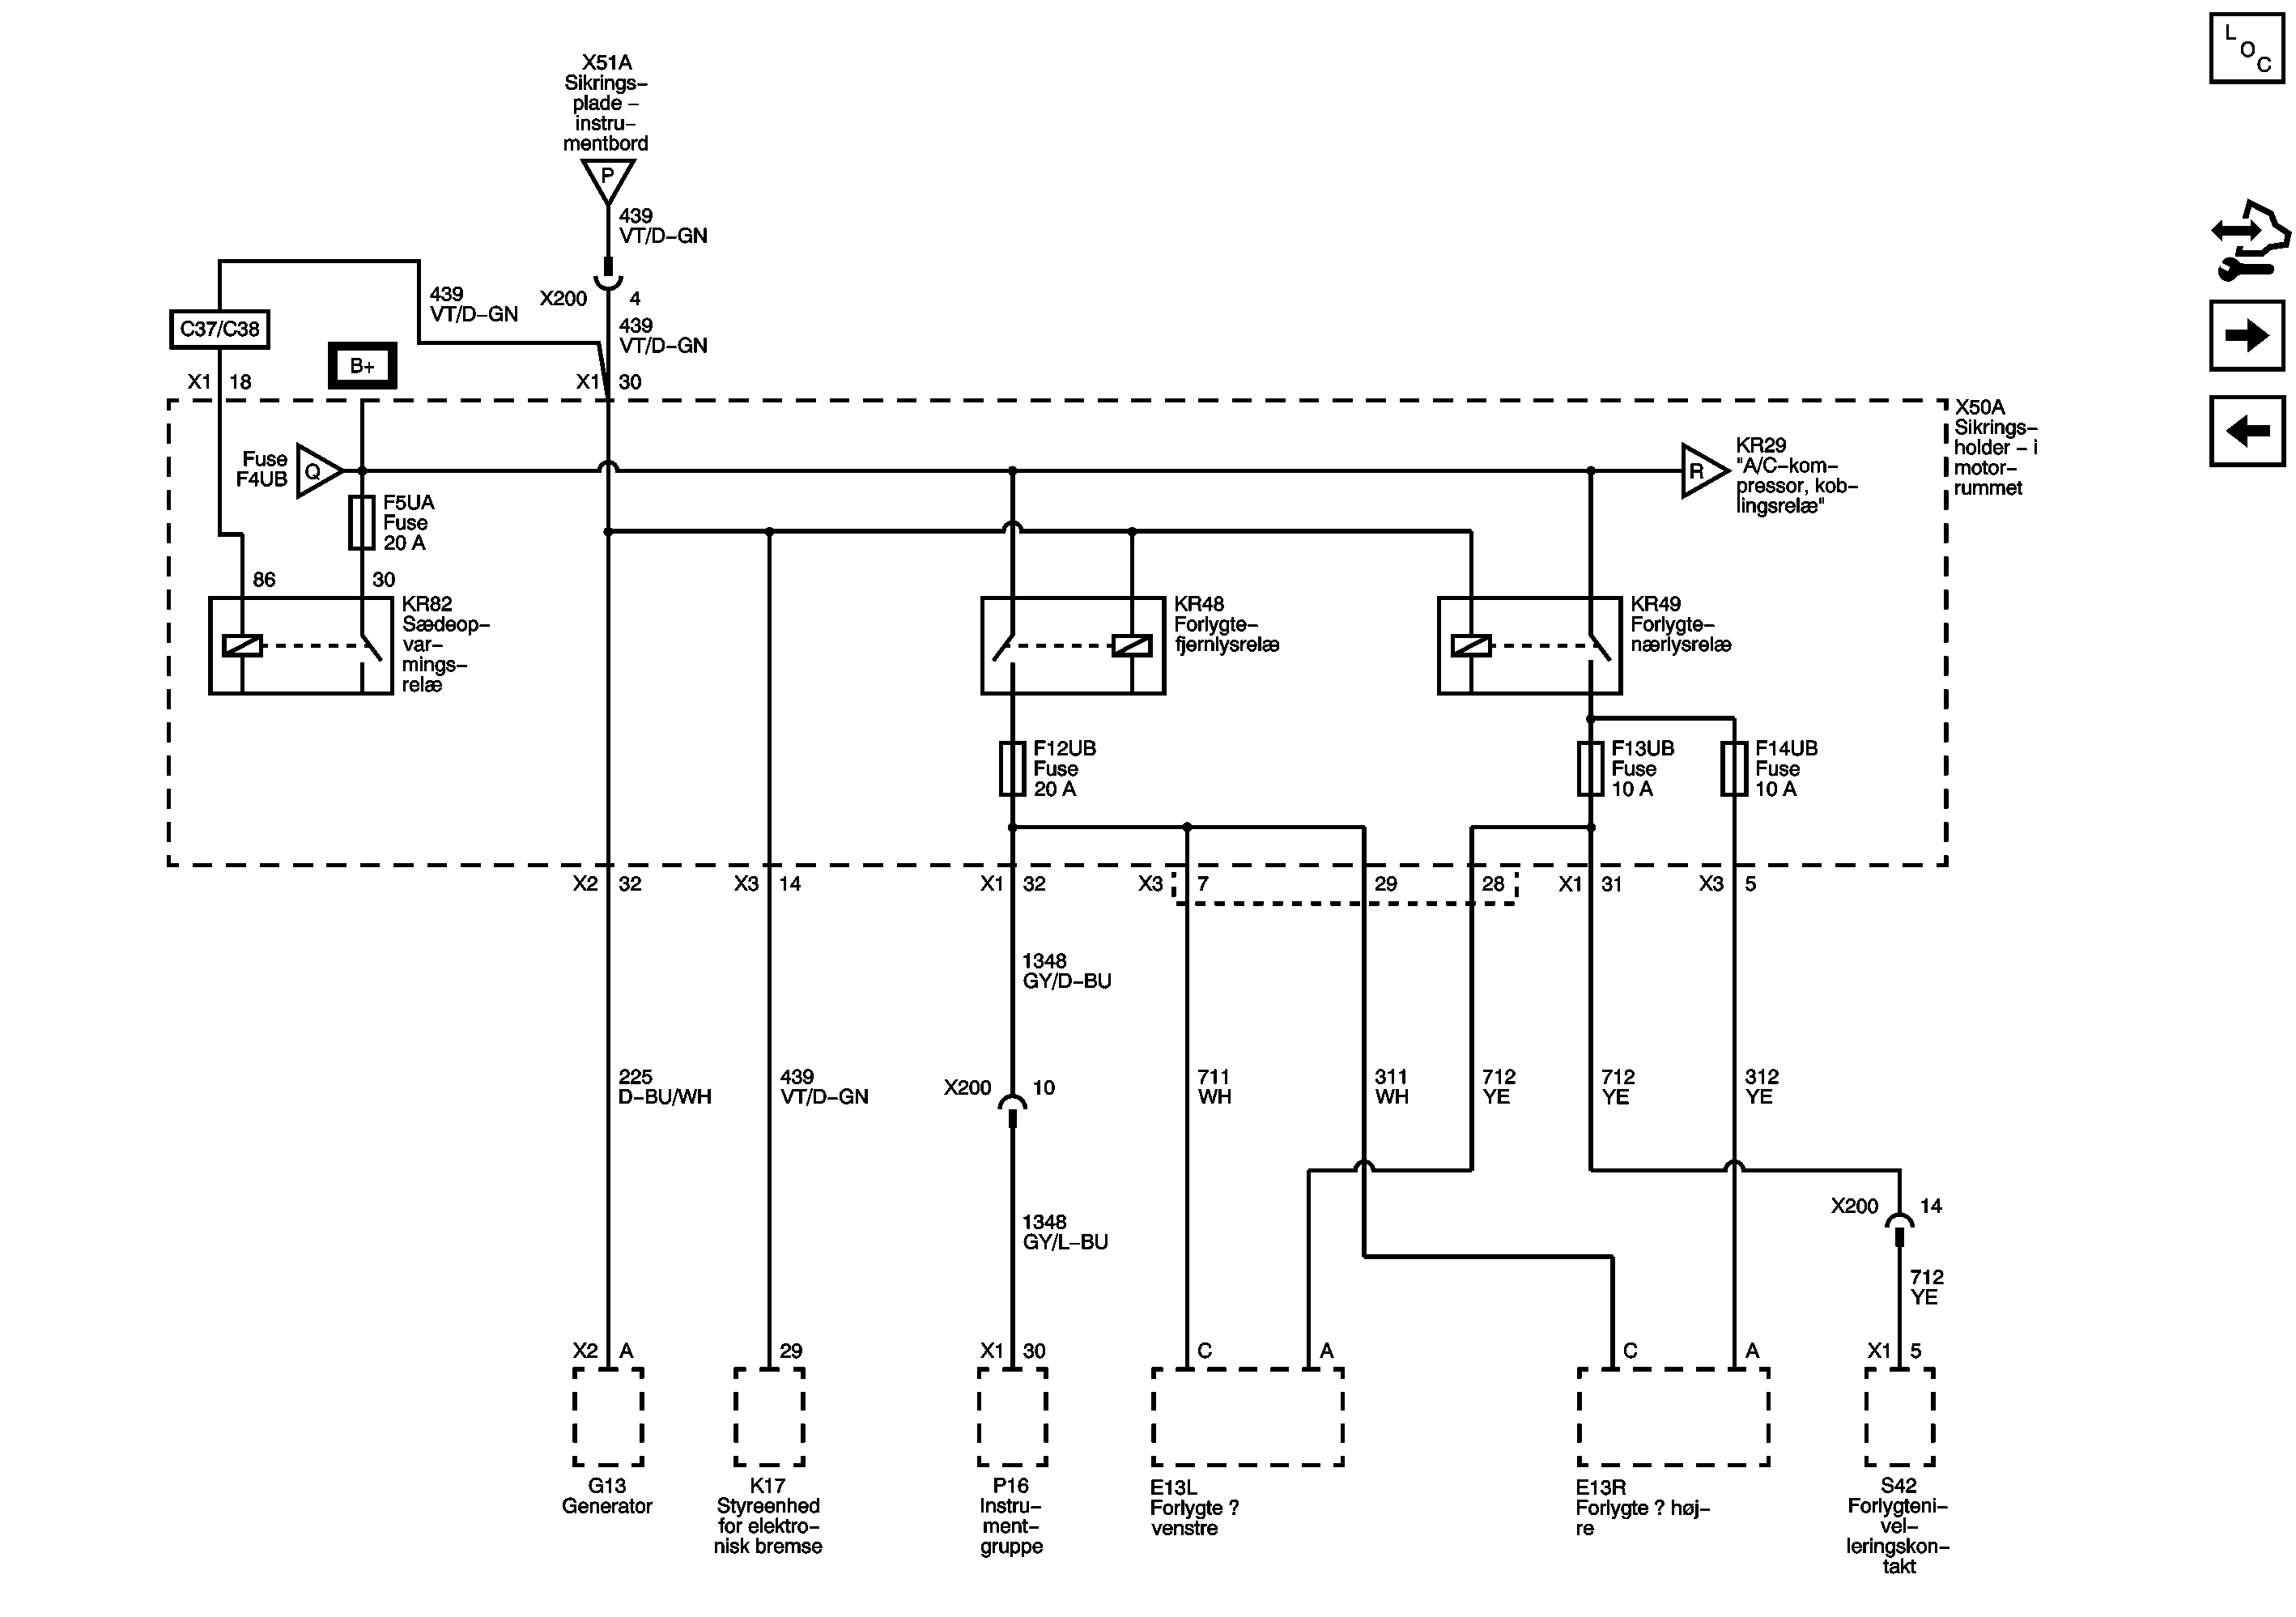 L
O
C
X51A
Sikrings–
plade –
instru–
mentbord
P
439
VT/D–GN
X200 4
439
VT/D–GN
439
VT/D–GN
C37/C38
B+
X1 18
X1 30
X50A
Sikrings–
holder – i
motor–
rummet
Fuse
F4UB
Q
R
KR29
"A/C–kom–
pressor, kob–
lingsrelæ"
F5UA
Fuse
20 A
86 30
KR82
Sædeop–
var–
mings–
relæ
KR48
Forlygte–
fjernlysrelæ
KR49
Forlygte–
nærlysrelæ
F12UB
Fuse
20 A
F13UB
Fuse
10 A
F14UB
Fuse
10 A
X2 32 X3 14 X1 32 X3 7 29 28 X1 31 X3 5
1348
GY/D–BU
225
D–BU/WH
439
VT/D–GN
X200 10
711
WH
311
WH
712
YE
712
YE
312
YE
X200 14
1348
GY/L–BU
712
YE
X2 A 29 X1 30 C A C A X1 5
G13
Generator
K17
Styreenhed
for elektro–
nisk bremse
P16
Instru–
ment–
gruppe
E13L
Forlygte ?
venstre
E13R
Forlygte ? høj–
re
S42
Forlygteni–
vel–
leringskon–
takt